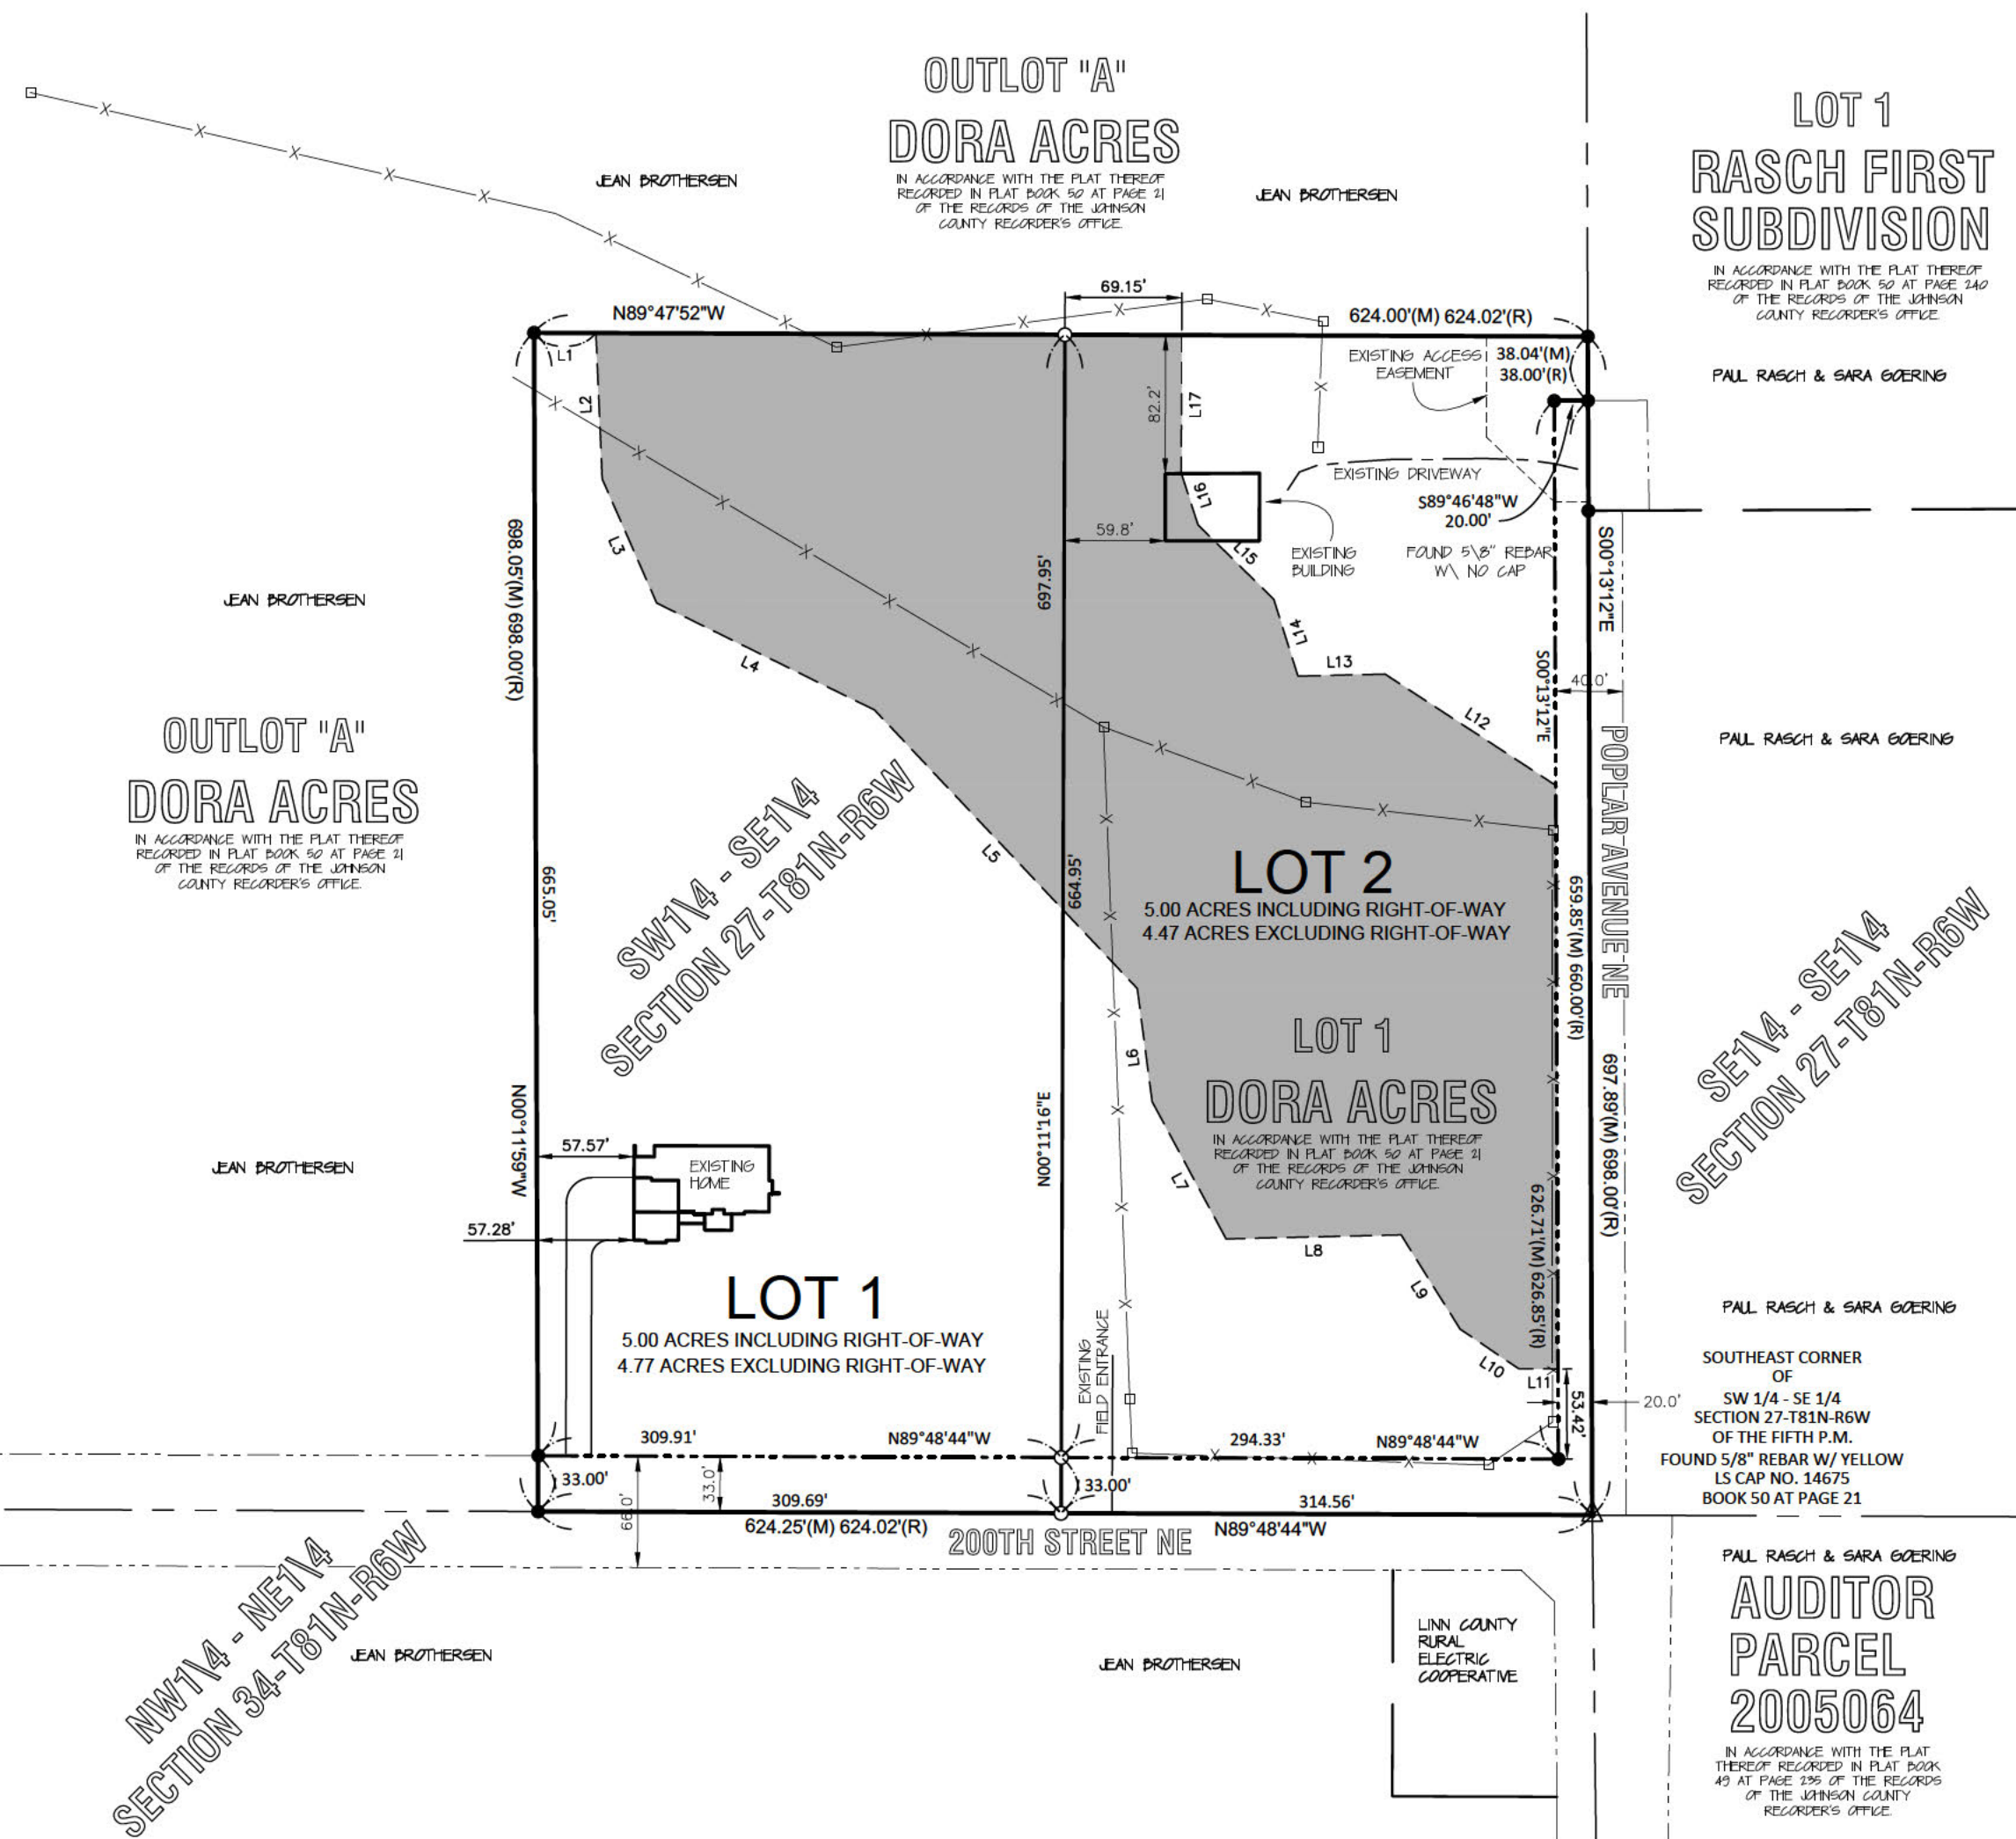 OUTLOT "A"
DORA ACRES
IN ACCORDANCE WITH THE PLAT THEREOF
RECORDED IN PLAT BOOK 50 AT PAGE 21
OF THE RECORDS OF THE JOHNSON
COUNTY RECORDER'S OFFICE.
JEAN BROTHERSEN
JEAN BROTHERSEN
LOT 1
RASCH FIRST
SUBDIVISION
IN ACCORDANCE WITH THE PLAT THEREOF
RECORDED IN PLAT BOOK 50 AT PAGE 240
OF THE RECORDS OF THE JOHNSON
COUNTY RECORDER'S OFFICE.
PAUL RASCH & SARA GOERING
N89°47'52"W
69.15'
624.00'(M) 624.02'(R)
L1
L2
L3
L4
L5
L6
L7
L8
L9
L10
L11
L12
L13
L14
L15
L16
L17
82.2'
59.8'
EXISTING ACCESS
EASEMENT
38.04'(M)
38.00'(R)
EXISTING DRIVEWAY
S89°46'48"W
20.00'
EXISTING
BUILDING
FOUND 5\8" REBAR
W\ NO CAP
S00°13'12"E
S00°13'12"E
40.0'
POPLAR AVENUE NE
698.05'(M) 698.00'(R)
697.95'
JEAN BROTHERSEN
OUTLOT "A"
DORA ACRES
IN ACCORDANCE WITH THE PLAT THEREOF
RECORDED IN PLAT BOOK 50 AT PAGE 21
OF THE RECORDS OF THE JOHNSON
COUNTY RECORDER'S OFFICE.
SW1\4 - SE1\4
SECTION 27-T81N-R6W
665.05'
664.95'
LOT 2
5.00 ACRES INCLUDING RIGHT-OF-WAY
4.47 ACRES EXCLUDING RIGHT-OF-WAY
659.85'(M) 660.00'(R)
697.89'(M) 698.00'(R)
PAUL RASCH & SARA GOERING
SE1\4 - SE1\4
SECTION 27-T81N-R6W
LOT 1
DORA ACRES
IN ACCORDANCE WITH THE PLAT THEREOF
RECORDED IN PLAT BOOK 50 AT PAGE 21
OF THE RECORDS OF THE JOHNSON
COUNTY RECORDER'S OFFICE.
JEAN BROTHERSEN
N00°11'59"W
N00°11'16"E
57.57'
EXISTING
HOME
57.28'
LOT 1
5.00 ACRES INCLUDING RIGHT-OF-WAY
4.77 ACRES EXCLUDING RIGHT-OF-WAY
EXISTING
FIELD ENTRANCE
626.71'(M) 626.85'(R)
53.42'
20.0'
PAUL RASCH & SARA GOERING
SOUTHEAST CORNER
OF
SW 1/4 - SE 1/4
SECTION 27-T81N-R6W
OF THE FIFTH P.M.
FOUND 5/8" REBAR W/ YELLOW
LS CAP NO. 14675
BOOK 50 AT PAGE 21
309.91'
N89°48'44"W
294.33'
N89°48'44"W
33.00'
66.0'
33.0'
33.00'
309.69'
314.56'
624.25'(M) 624.02'(R)
200TH STREET NE
N89°48'44"W
NW1\4 - NE1\4
SECTION 34-T81N-R6W
JEAN BROTHERSEN
JEAN BROTHERSEN
LINN COUNTY
RURAL
ELECTRIC
COOPERATIVE
PAUL RASCH & SARA GOERING
AUDITOR
PARCEL
2005064
IN ACCORDANCE WITH THE PLAT
THEREOF RECORDED IN PLAT BOOK
49 AT PAGE 235 OF THE RECORDS
OF THE JOHNSON COUNTY
RECORDER'S OFFICE.